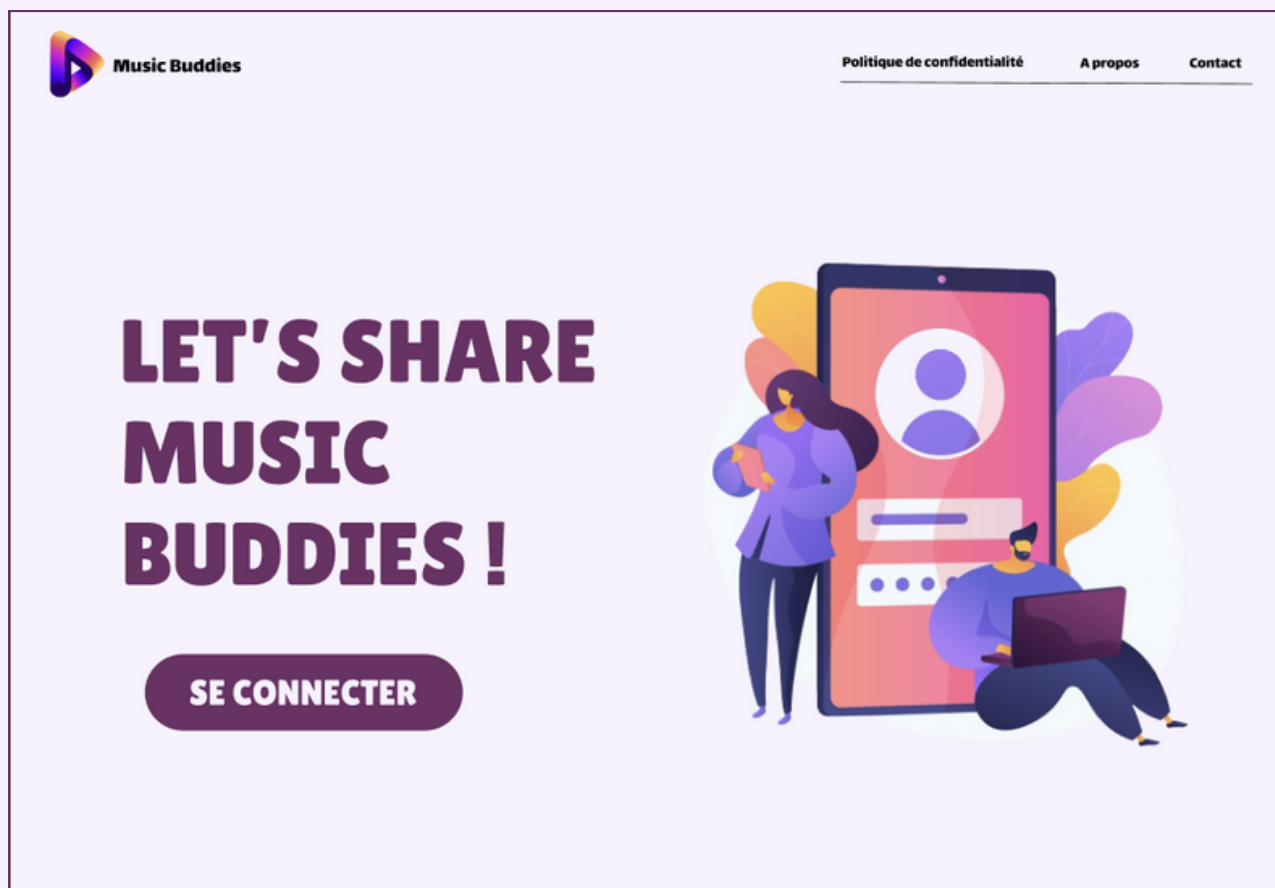 Music Buddies
Politique de confidentialité A propos Contact
LET'S SHARE
MUSIC
BUDDIES !
SE CONNECTER